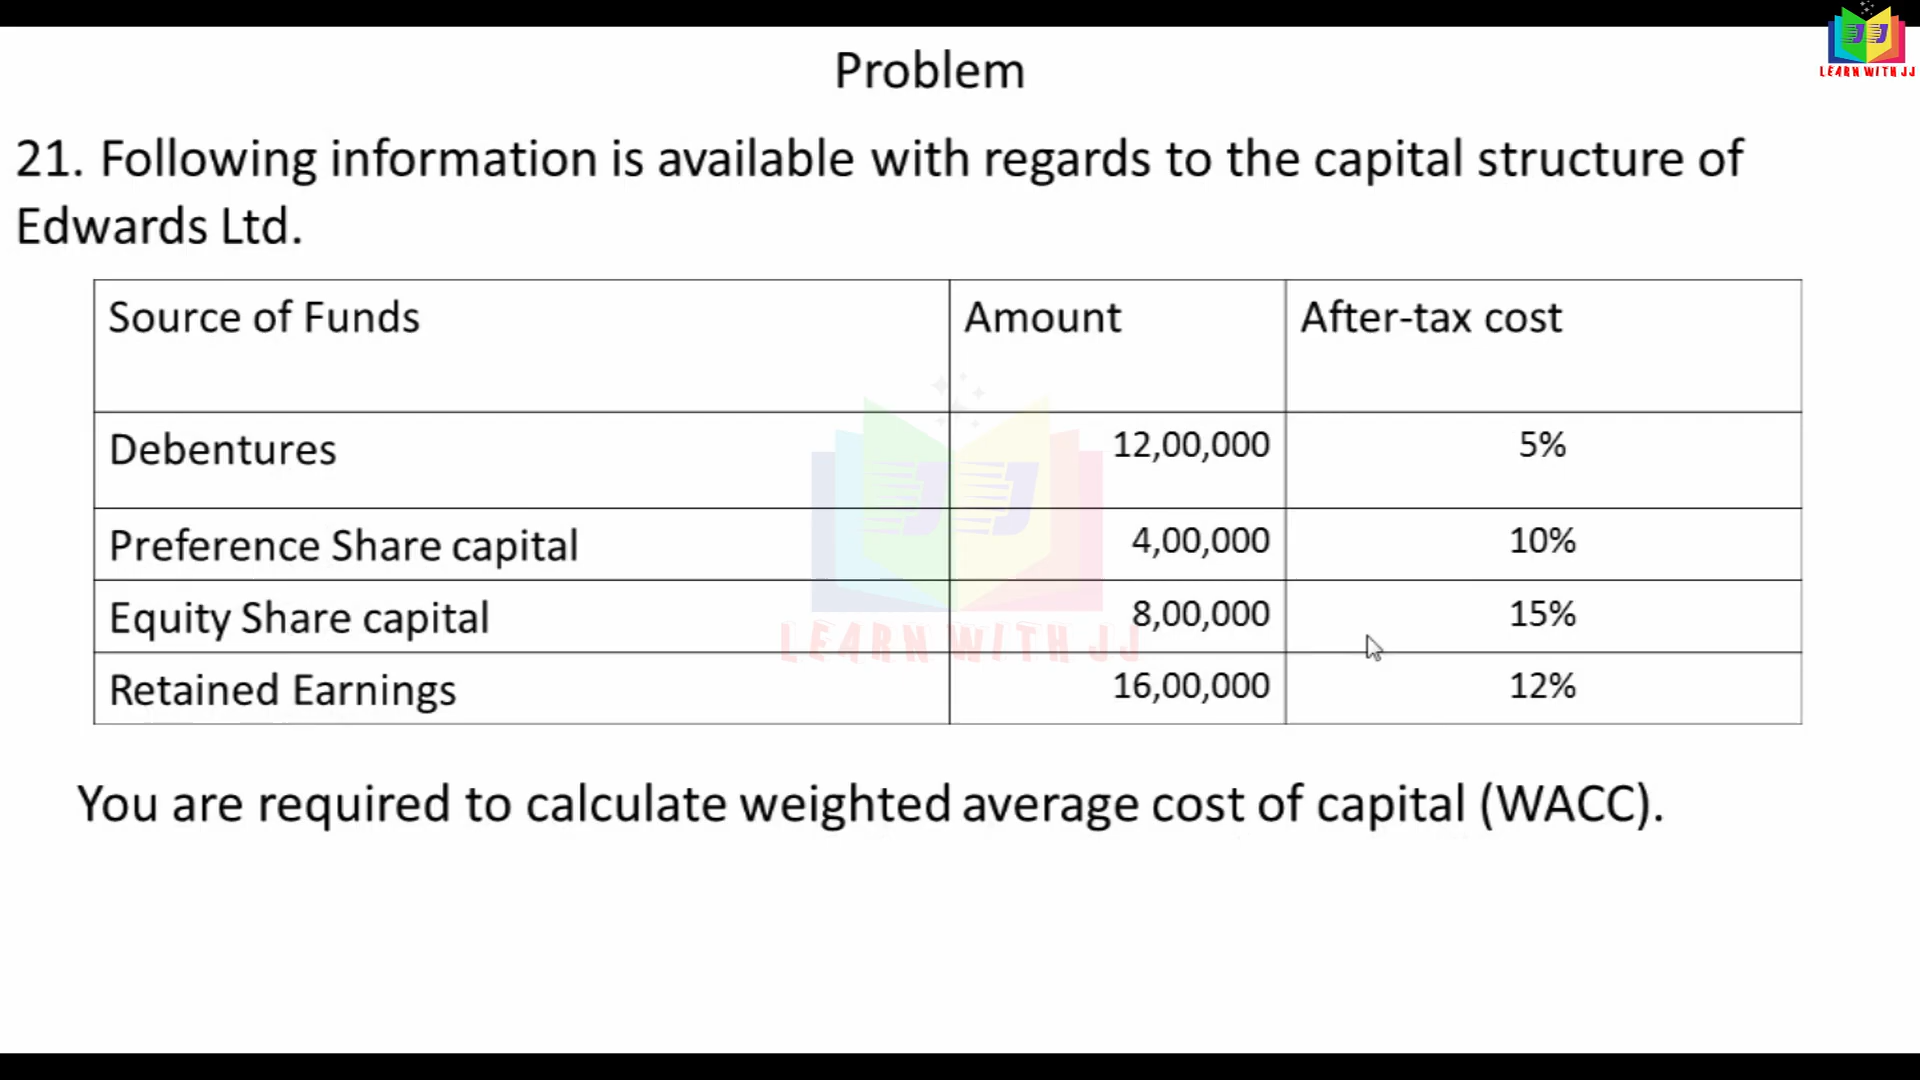 LEARN WITH JJ
Problem
21. Following information is available with regards to the capital structure of
Edwards Ltd.
Source of Funds Amount After-tax cost
Debentures 12,00,000 5%
Preference Share capital 4,00,000 10%
Equity Share capital 8,00,000 15%
LEARN WITH JJ
Retained Earnings 16,00,000 12%
You are required to calculate weighted average cost of capital (WACC).